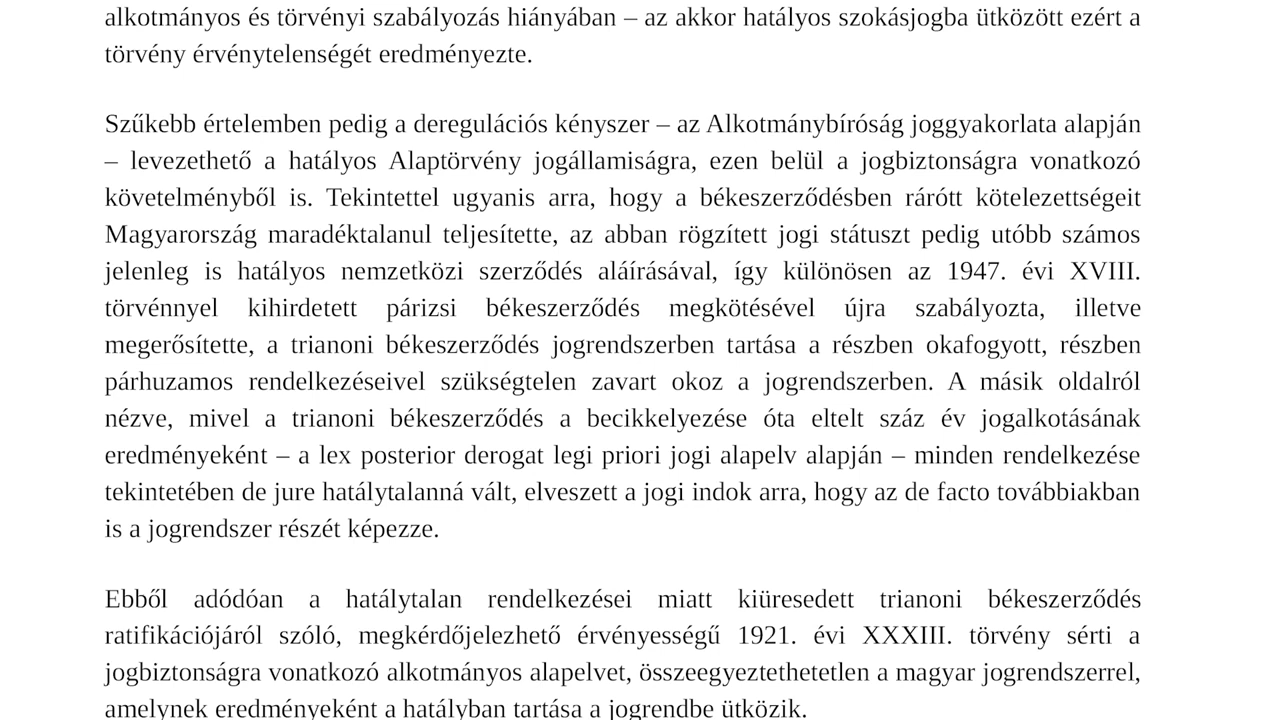 alkotmányos és törvényi szabályozás hiányában – az akkor hatályos szokásjogba ütközött ezért a
törvény érvénytelenségét eredményezte.
Szűkebb értelemben pedig a deregulációs kényszer – az Alkotmánybíróság joggyakorlata alapján
– levezethető a hatályos Alaptörvény jogállamiságra, ezen belül a jogbiztonságra vonatkozó
követelményből is. Tekintettel ugyanis arra, hogy a békeszerződésben rárótt kötelezettségeit
Magyarország maradéktalanul teljesítette, az abban rögzített jogi státuszt pedig utóbb számos
jelenleg is hatályos nemzetközi szerződés aláírásával, így különösen az 1947. évi XVIII.
törvénnyel kihirdetett párizsi békeszerződés megkötésével újra szabályozta, illetve
megerősítette, a trianoni békeszerződés jogrendszerben tartása a részben okafogyott, részben
párhuzamos rendelkezéseivel szükségtelen zavart okoz a jogrendszerben. A másik oldalról
nézve, mivel a trianoni békeszerződés a becikkelyezése óta eltelt száz év jogalkotásának
eredményeként – a lex posterior derogat legi priori jogi alapelv alapján – minden rendelkezése
tekintetében de jure hatálytalanná vált, elveszett a jogi indok arra, hogy az de facto továbbiakban
is a jogrendszer részét képezze.
Ebből adódóan a hatálytalan rendelkezései miatt kiüresedett trianoni békeszerződés
ratifikációjáról szóló, megkérdőjelezhető érvényességű 1921. évi XXXIII. törvény sérti a
jogbiztonságra vonatkozó alkotmányos alapelvet, összeegyeztethetetlen a magyar jogrendszerrel,
amelynek eredményeként a hatályban tartása a jogrendbe ütközik.